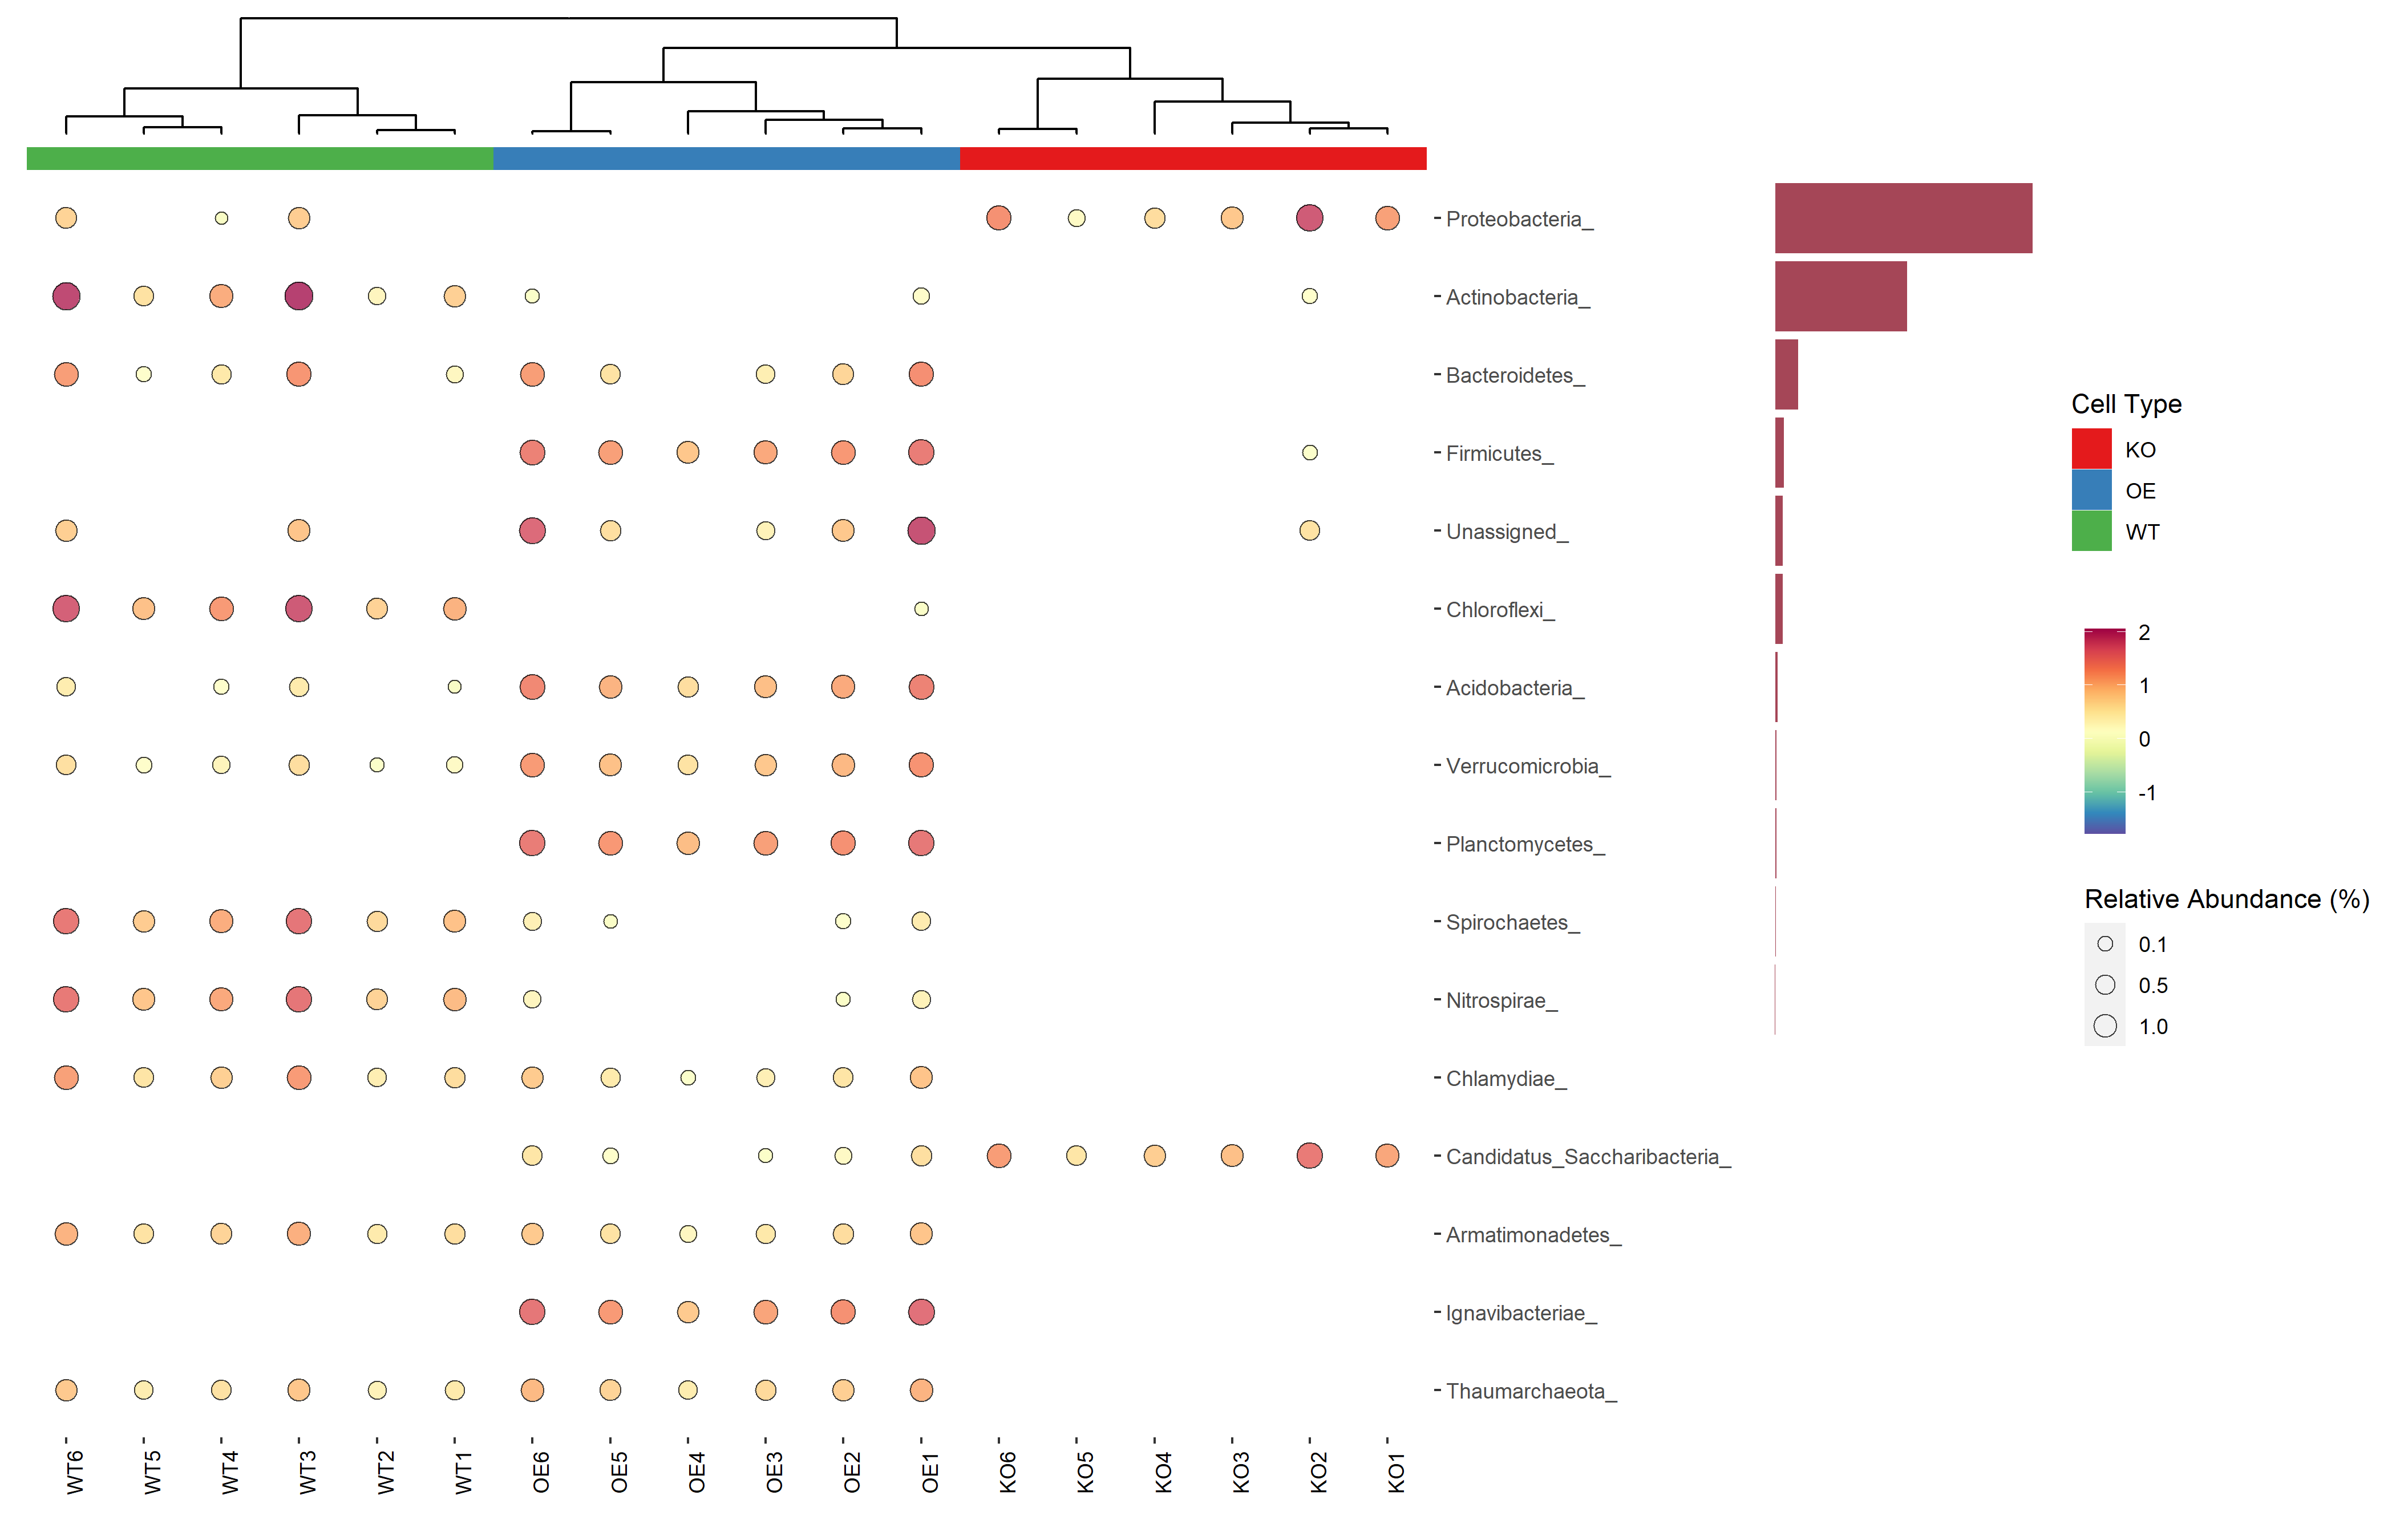 Proteobacteria_
Actinobacteria_
Bacteroidetes_
Firmicutes_
Unassigned_
Chloroflexi_
Acidobacteria_
Verrucomicrobia_
Planctomycetes_
Spirochaetes_
Nitrospirae_
Chlamydiae_
Candidatus_Saccharibacteria_
Armatimonadetes_
Ignavibacteriae_
Thaumarchaeota_
WT6 WT5 WT4 WT3 WT2 WT1 OE6 OE5 OE4 OE3 OE2 OE1 KO6 KO5 KO4 KO3 KO2 KO1
Cell Type
KO
OE
WT
2
1
0
-1
Relative Abundance (%)
0.1
0.5
1.0